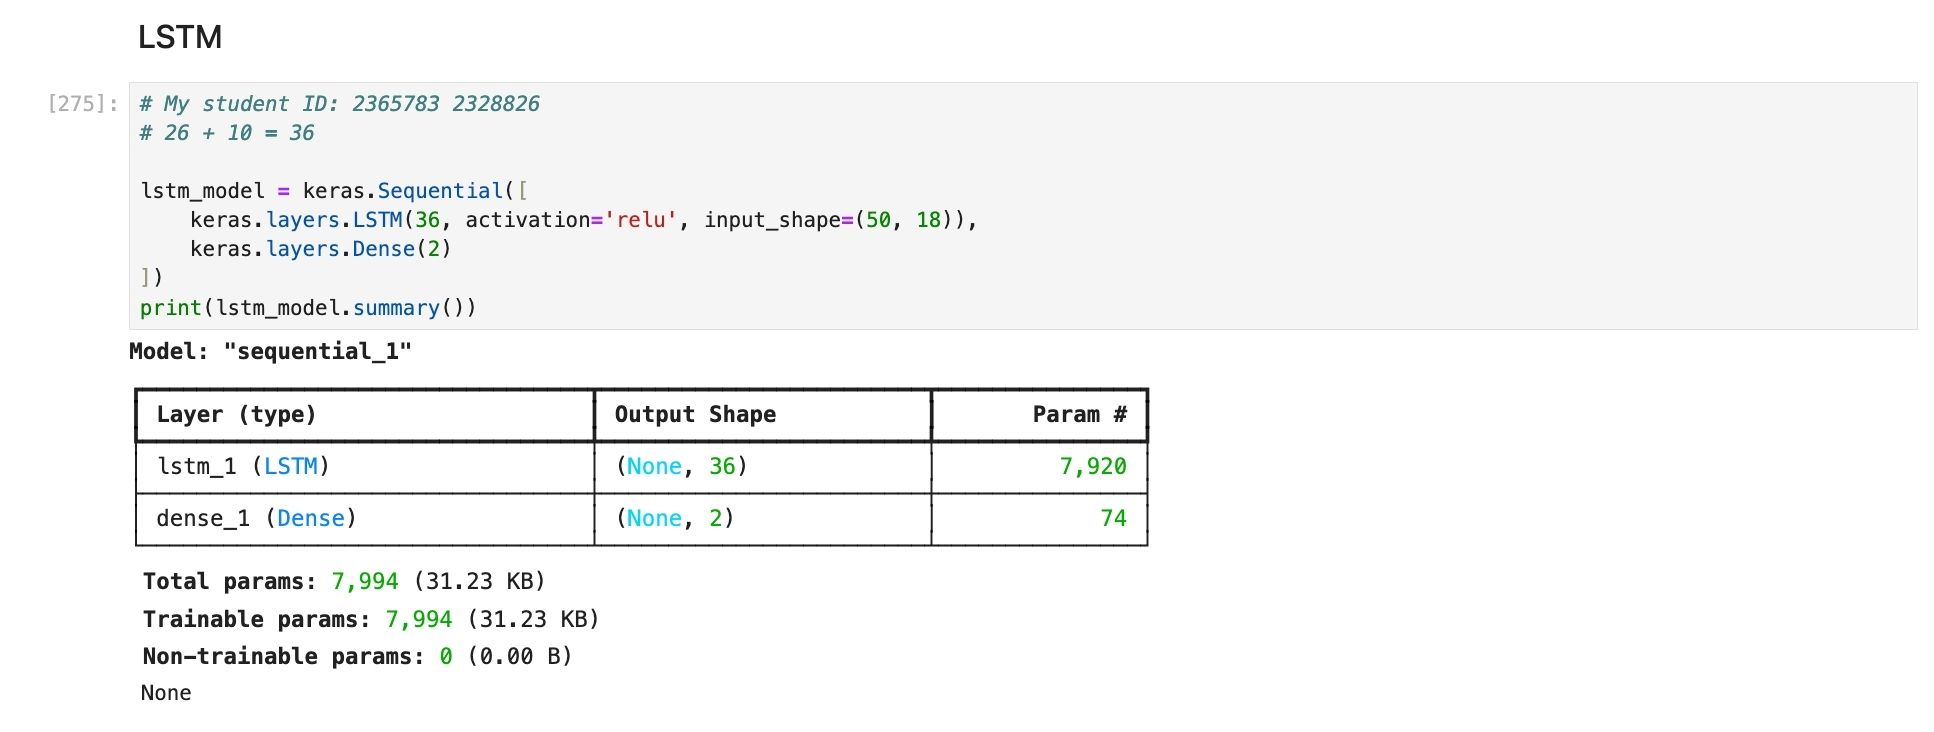 LSTM
[275]:
# My student ID: 2365783 2328826
# 26 + 10 = 36
lstm_model = keras.Sequential([
    keras.layers.LSTM(36, activation='relu', input_shape=(50, 18)),
    keras.layers.Dense(2)
])
print(lstm_model.summary())
Model: "sequential_1"
Layer (type) Output Shape Param #
lstm_1 (LSTM) (None, 36) 7,920
dense_1 (Dense) (None, 2) 74
Total params: 7,994 (31.23 KB)
Trainable params: 7,994 (31.23 KB)
Non-trainable params: 0 (0.00 B)
None